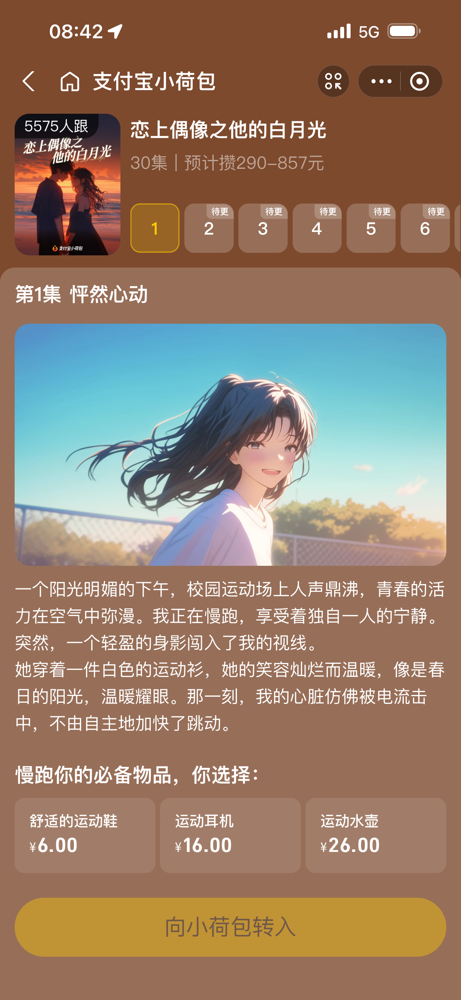 08:42
5G
支付宝小荷包
5575人跟
恋上偶像之
他的白月光
支付宝小荷包
恋上偶像之他的白月光
30集｜预计攒290-857元
1
2 待更
3 待更
4 待更
5 待更
6 待更
第1集 怦然心动
一个阳光明媚的下午，校园运动场上人声鼎沸，青春的活
力在空气中弥漫。我正在慢跑，享受着独自一人的宁静。
突然，一个轻盈的身影闯入了我的视线。
她穿着一件白色的运动衫，她的笑容灿烂而温暖，像是春
日的阳光，温暖耀眼。那一刻，我的心脏仿佛被电流击
中，不由自主地加快了跳动。
慢跑你的必备物品，你选择：
舒适的运动鞋
¥6.00
运动耳机
¥16.00
运动水壶
¥26.00
向小荷包转入